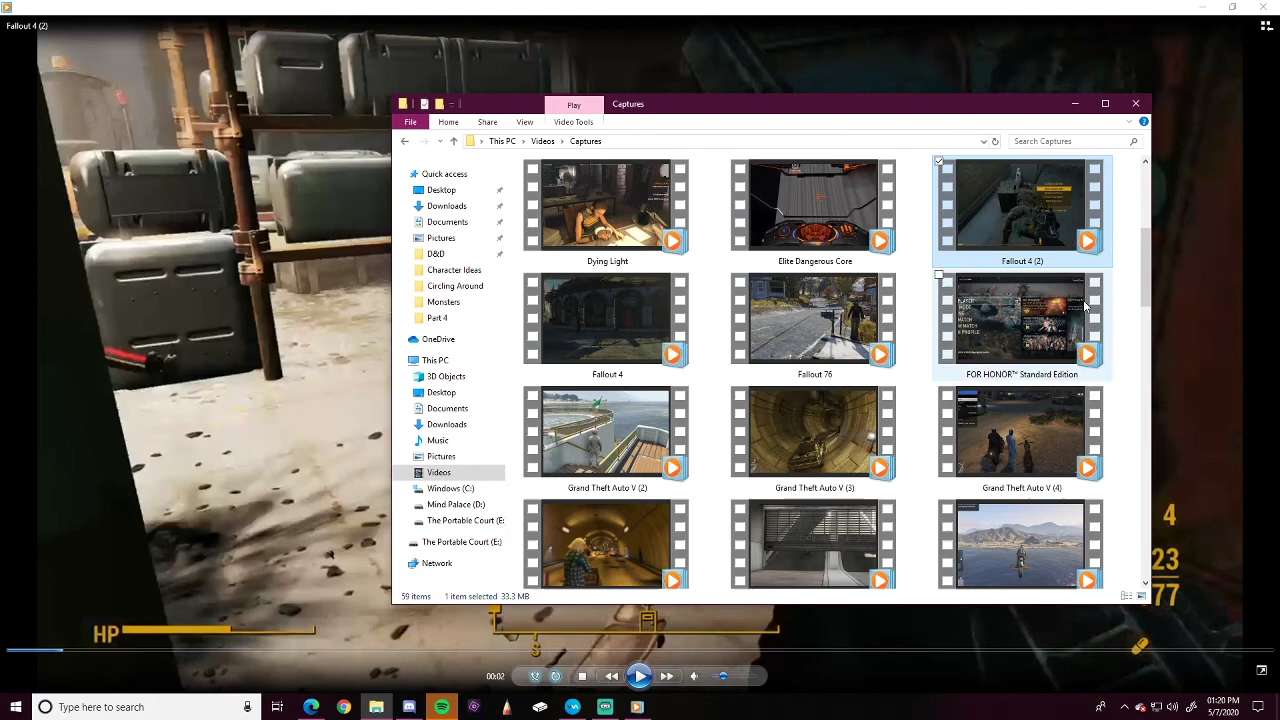 Fallout 4 (2)
Play
Captures
File
Home
Share
View
Video Tools
This PC
Videos
Captures
Search Captures
Quick access
Desktop
Downloads
Documents
Pictures
D&D
Character Ideas
Circling Around
Monsters
Part 4
OneDrive
This PC
3D Objects
Desktop
Documents
Downloads
Music
Pictures
Videos
Windows (C:)
Mind Palace (D:)
The Portable Court (E:
The Portable Court (E:)
Network
Dying Light
Elite Dangerous Core
Fallout 4 (2)
Fallout 4
Fallout 76
FOR HONOR™ Standard Edition
Grand Theft Auto V (2)
Grand Theft Auto V (3)
Grand Theft Auto V (4)
59 items
1 item selected 33.3 MB
4
23
77
HP
S
00:02
Type here to search
01:20 PM
5/7/2020